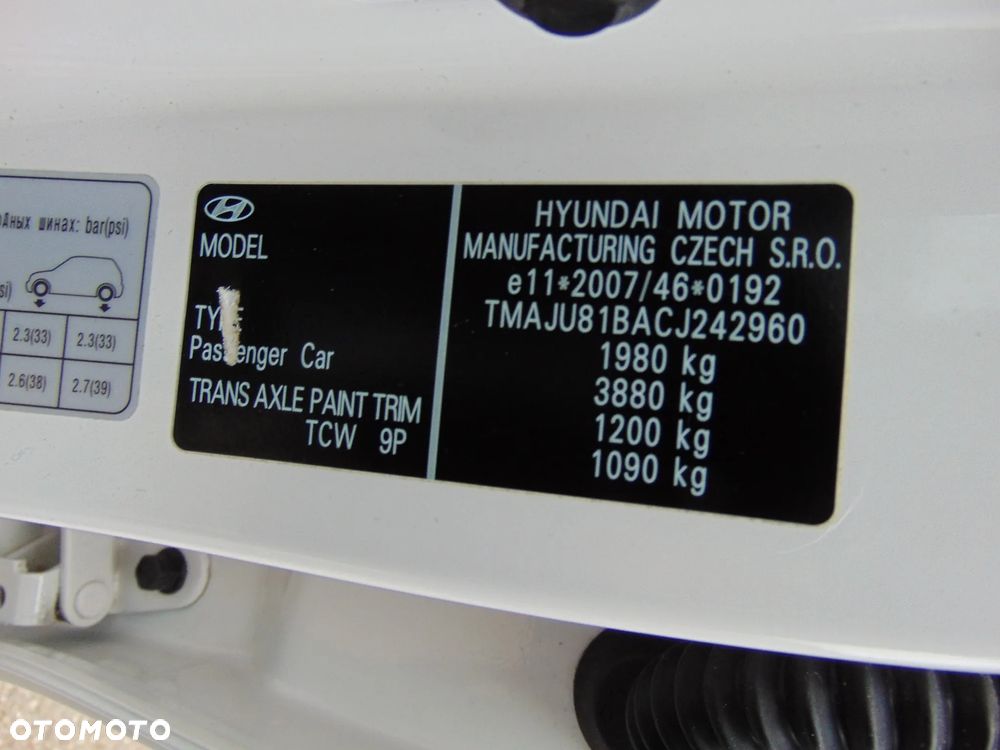 дных шинах: bar(psi)
si)
2.3(33) 2.3(33)
2.6(38) 2.7(39)
MODEL
TYPE
Passenger Car
TRANS AXLE PAINT TRIM
TCW 9P
HYUNDAI MOTOR
MANUFACTURING CZECH S.R.O.
e11*2007/46*0192
TMAJU81BACJ242960
1980 kg
3880 kg
1200 kg
1090 kg
OTOMOTO